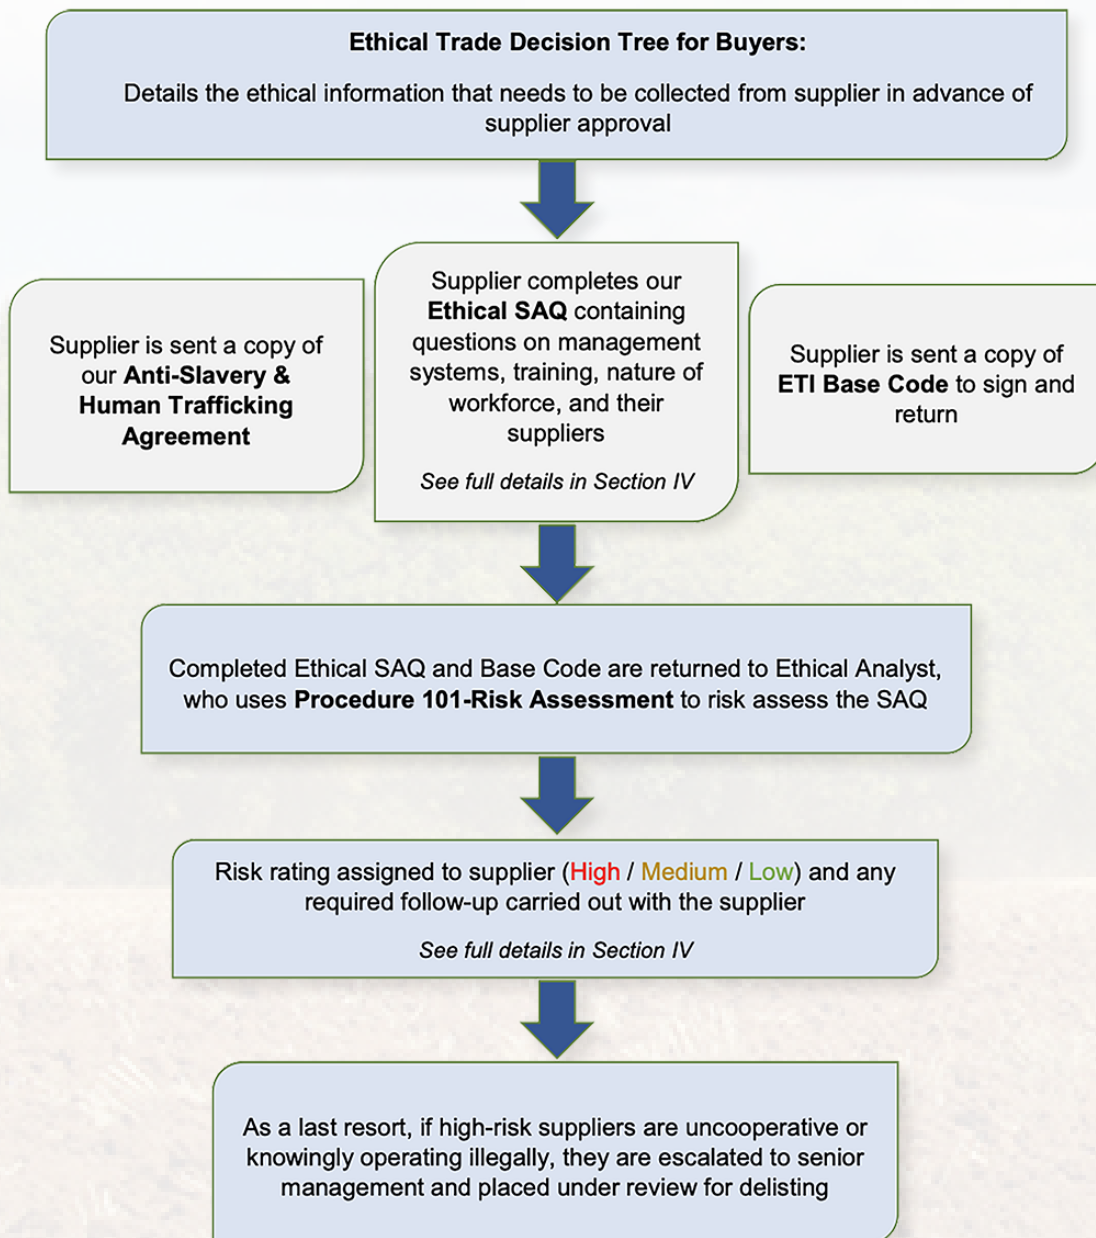 Ethical Trade Decision Tree for Buyers:
Details the ethical information that needs to be collected from supplier in advance of
supplier approval
Supplier is sent a copy of
our Anti-Slavery &
Human Trafficking
Agreement
Supplier completes our
Ethical SAQ containing
questions on management
systems, training, nature of
workforce, and their
suppliers
See full details in Section IV
Supplier is sent a copy of
ETI Base Code to sign and
return
Completed Ethical SAQ and Base Code are returned to Ethical Analyst,
who uses Procedure 101-Risk Assessment to risk assess the SAQ
Risk rating assigned to supplier (High / Medium / Low) and any
required follow-up carried out with the supplier
See full details in Section IV
As a last resort, if high-risk suppliers are uncooperative or
knowingly operating illegally, they are escalated to senior
management and placed under review for delisting